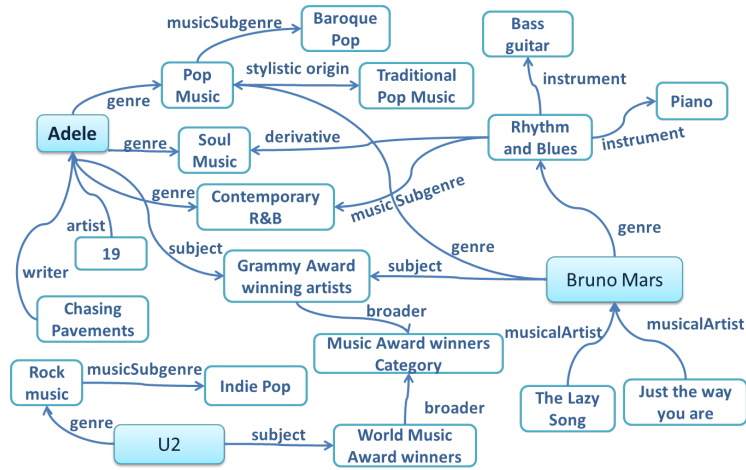 musicSubgenre
Baroque
Pop
Bass
guitar
Pop
Music
stylistic origin
Traditional
Pop Music
instrument
Piano
genre
Adele
genre
Soul
Music
derivative
Rhythm
and Blues
instrument
genre
Contemporary
R&B
music Subgenre
artist
19
subject
genre
genre
writer
Grammy Award
winning artists
subject
Bruno Mars
Chasing
Pavements
broader
musicalArtist
musicalArtist
Music Award winners
Category
Rock
music
musicSubgenre
Indie Pop
The Lazy
Song
Just the way
you are
genre
U2
subject
broader
World Music
Award winners